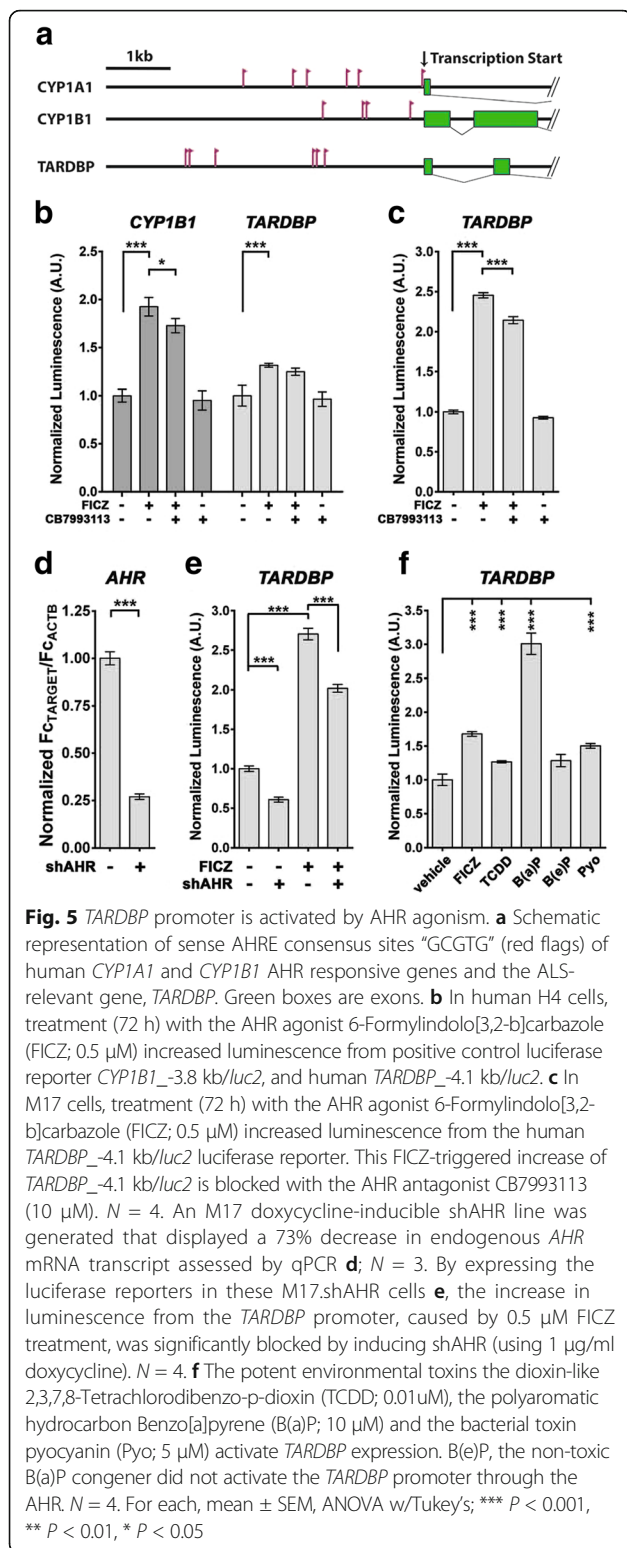 a
1kb
Transcription Start
CYP1A1
CYP1B1
TARDBP
b
CYP1B1 TARDBP
Normalized Luminescence (A.U.)
2.5
2.0
1.5
1.0
0.5
0.0
*** * ***
FICZ - + + - - + + -
CB7993113 - - + + - - + +
c
TARDBP
Normalized Luminescence (A.U.)
3.0
2.5
2.0
1.5
1.0
0.5
0.0
*** ***
FICZ - + + -
CB7993113 - - + +
d
AHR
Normalized FcTARGET/FcACTB
1.25
1.00
0.75
0.50
0.25
0.00
***
shAHR - +
e
TARDBP
Normalized Luminescence (A.U.)
3.0
2.5
2.0
1.5
1.0
0.5
0.0
*** *** ***
FICZ - - + +
shAHR - + - +
f
TARDBP
Normalized Luminescence (A.U.)
3.5
3.0
2.5
2.0
1.5
1.0
0.5
0.0
*** *** *** ***
vehicle FICZ TCDD B(a)P B(e)P Pyo
Fig. 5 TARDBP promoter is activated by AHR agonism. a Schematic
representation of sense AHRE consensus sites "GCGTG" (red flags) of
human CYP1A1 and CYP1B1 AHR responsive genes and the ALS-
relevant gene, TARDBP. Green boxes are exons. b In human H4 cells,
treatment (72 h) with the AHR agonist 6-Formylindolo[3,2-b]carbazole
(FICZ; 0.5 μM) increased luminescence from positive control luciferase
reporter CYP1B1_-3.8 kb/luc2, and human TARDBP_-4.1 kb/luc2. c In
M17 cells, treatment (72 h) with the AHR agonist 6-Formylindolo[3,2-
b]carbazole (FICZ; 0.5 μM) increased luminescence from the human
TARDBP_-4.1 kb/luc2 luciferase reporter. This FICZ-triggered increase of
TARDBP_-4.1 kb/luc2 is blocked with the AHR antagonist CB7993113
(10 μM). N = 4. An M17 doxycycline-inducible shAHR line was
generated that displayed a 73% decrease in endogenous AHR
mRNA transcript assessed by qPCR d; N = 3. By expressing the
luciferase reporters in these M17.shAHR cells e, the increase in
luminescence from the TARDBP promoter, caused by 0.5 μM FICZ
treatment, was significantly blocked by inducing shAHR (using 1 μg/ml
doxycycline). N = 4. f The potent environmental toxins the dioxin-like
2,3,7,8-Tetrachlorodibenzo-p-dioxin (TCDD; 0.01uM), the polyaromatic
hydrocarbon Benzo[a]pyrene (B(a)P; 10 μM) and the bacterial toxin
pyocyanin (Pyo; 5 μM) activate TARDBP expression. B(e)P, the non-toxic
B(a)P congener did not activate the TARDBP promoter through the
AHR. N = 4. For each, mean ± SEM, ANOVA w/Tukey's; *** P < 0.001,
** P < 0.01, * P < 0.05